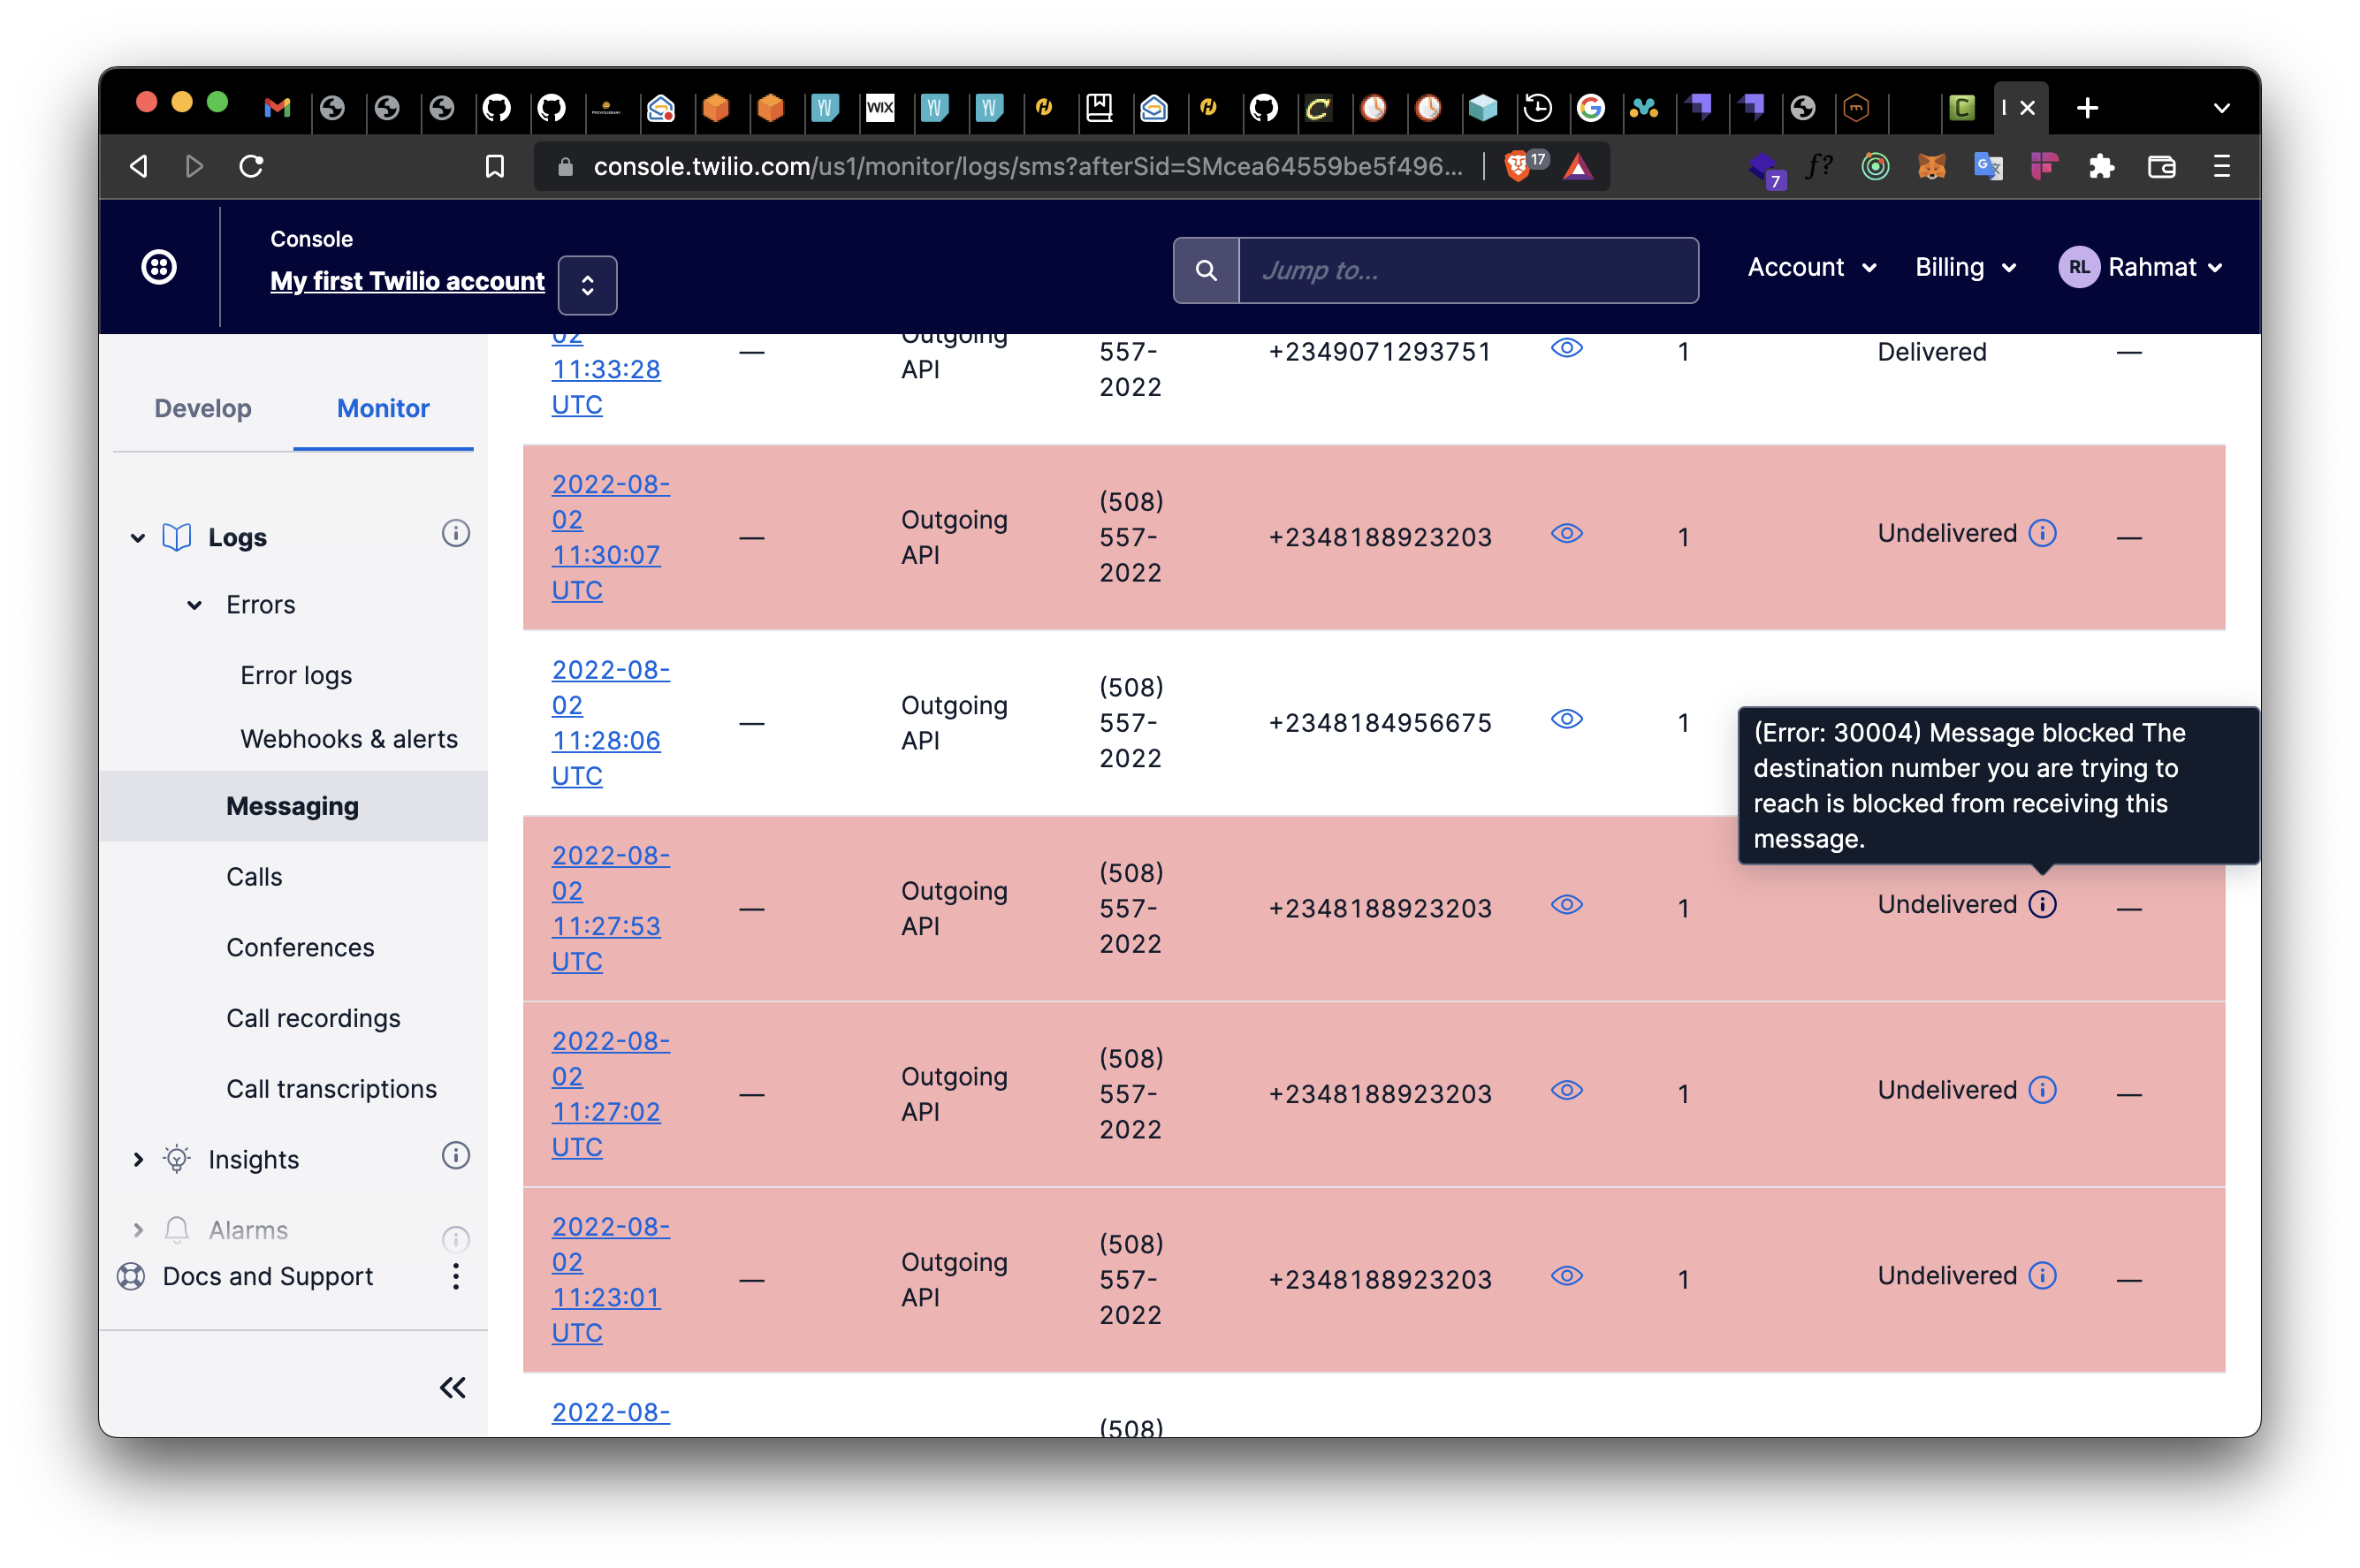 WIX
console.twilio.com/us1/monitor/logs/sms?afterSid=SMcea64559be5f496...
17
7
Console
My first Twilio account
Jump to...
Account
Billing
RL
Rahmat
Develop
Monitor
Logs
Errors
Error logs
Webhooks & alerts
Messaging
Calls
Conferences
Call recordings
Call transcriptions
Insights
Alarms
Docs and Support
02
11:33:28
UTC
—
Outgoing
API
557-
2022
+2349071293751
1
Delivered
—
2022-08-
02
11:30:07
UTC
—
Outgoing
API
(508)
557-
2022
+2348188923203
1
Undelivered
—
2022-08-
02
11:28:06
UTC
—
Outgoing
API
(508)
557-
2022
+2348184956675
1
(Error: 30004) Message blocked The
destination number you are trying to
reach is blocked from receiving this
message.
2022-08-
02
11:27:53
UTC
—
Outgoing
API
(508)
557-
2022
+2348188923203
1
Undelivered
—
2022-08-
02
11:27:02
UTC
—
Outgoing
API
(508)
557-
2022
+2348188923203
1
Undelivered
—
2022-08-
02
11:23:01
UTC
—
Outgoing
API
(508)
557-
2022
+2348188923203
1
Undelivered
—
2022-08-
(508)